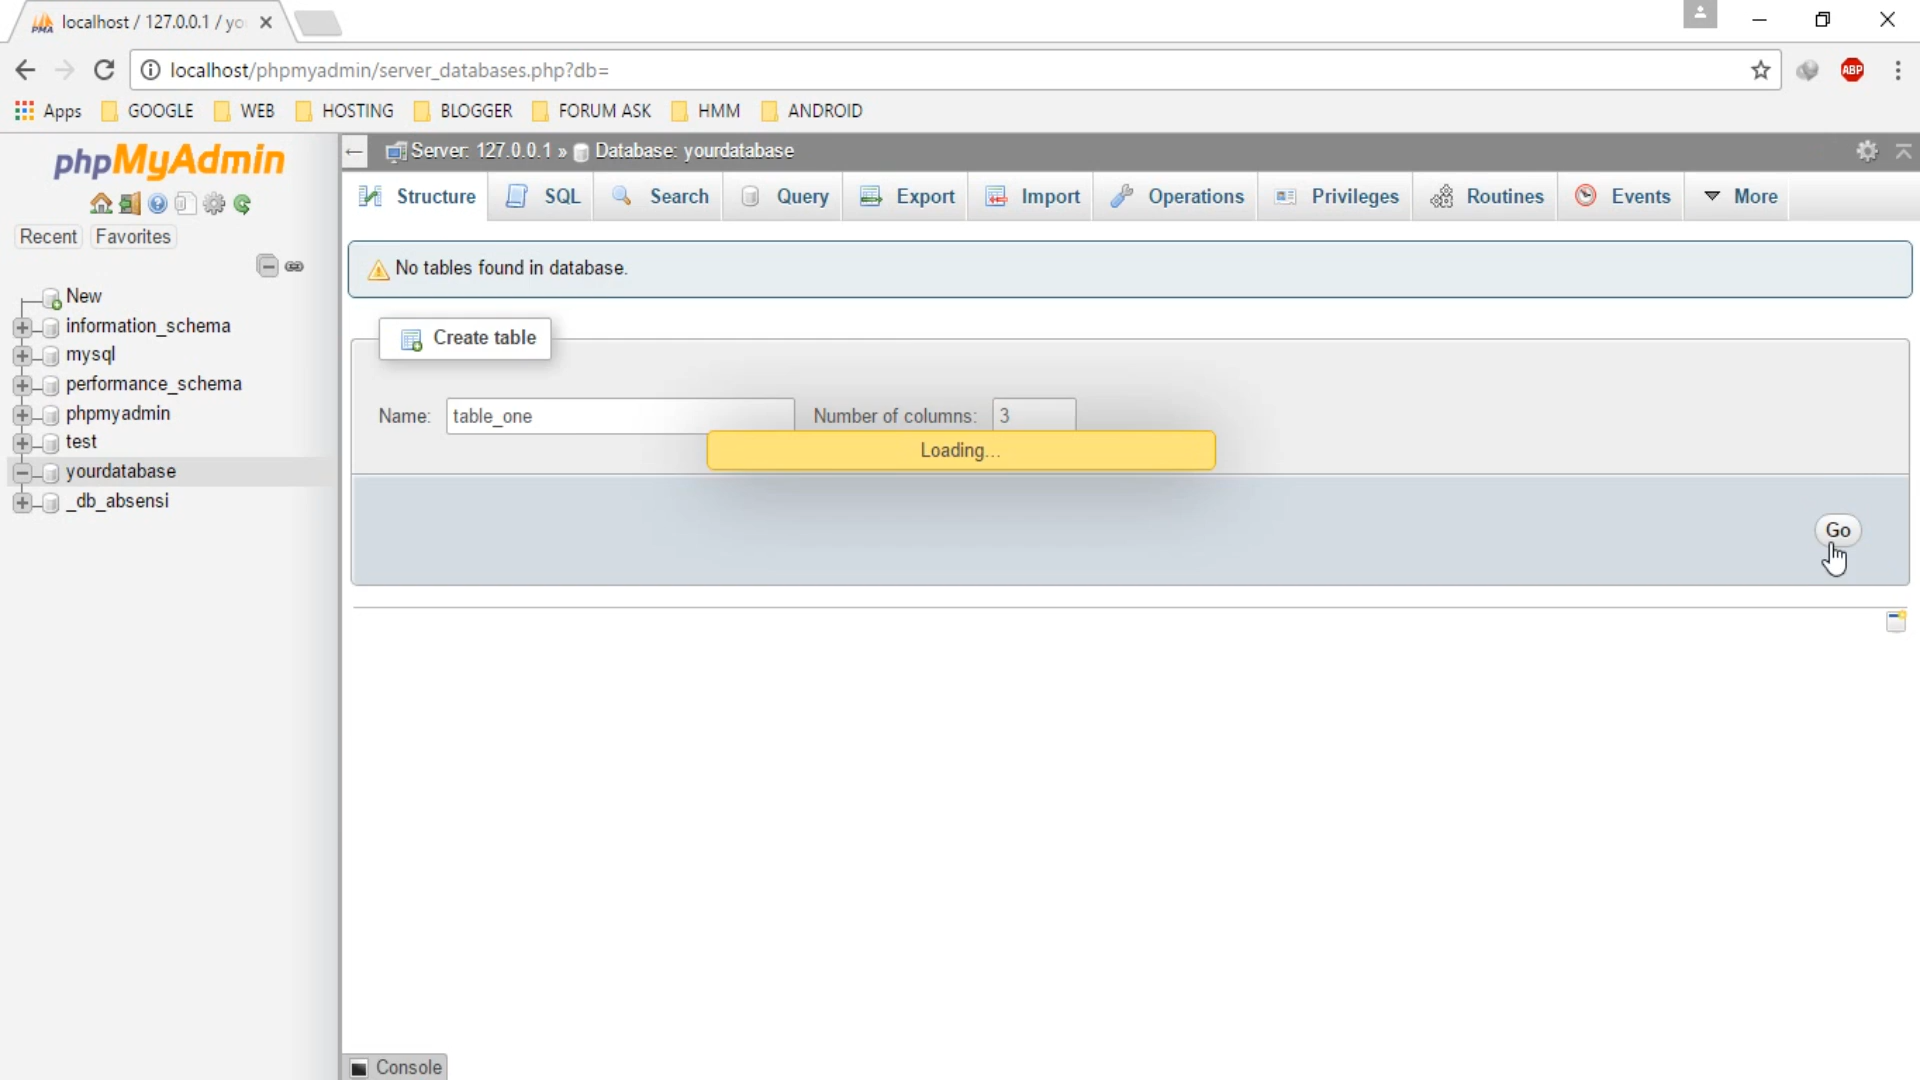 localhost / 127.0.0.1 / yo
localhost/phpmyadmin/server_databases.php?db=
ABP
Apps GOOGLE WEB HOSTING BLOGGER FORUM ASK HMM ANDROID
phpMyAdmin
Recent Favorites
New
information_schema
mysql
performance_schema
phpmyadmin
test
yourdatabase
_db_absensi
Server: 127.0.0.1 » Database: yourdatabase
Structure SQL Search Query Export Import Operations Privileges Routines Events More
No tables found in database.
Create table
Name: table_one Number of columns: 3
Loading...
Go
Console